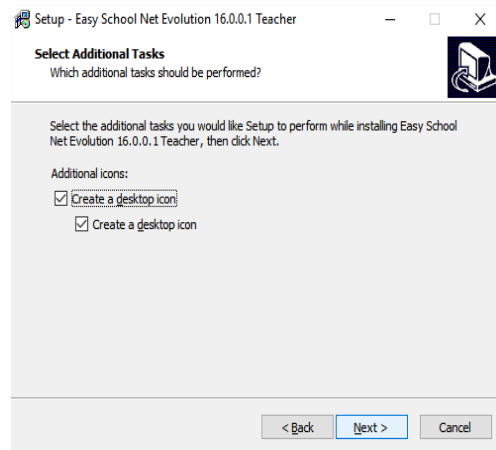 Setup - Easy School Net Evolution 16.0.0.1 Teacher
Select Additional Tasks
Which additional tasks should be performed?
Select the additional tasks you would like Setup to perform while installing Easy School
Net Evolution 16.0.0.1 Teacher, then click Next.
Additional icons:
Create a desktop icon
Create a desktop icon
< Back Next > Cancel